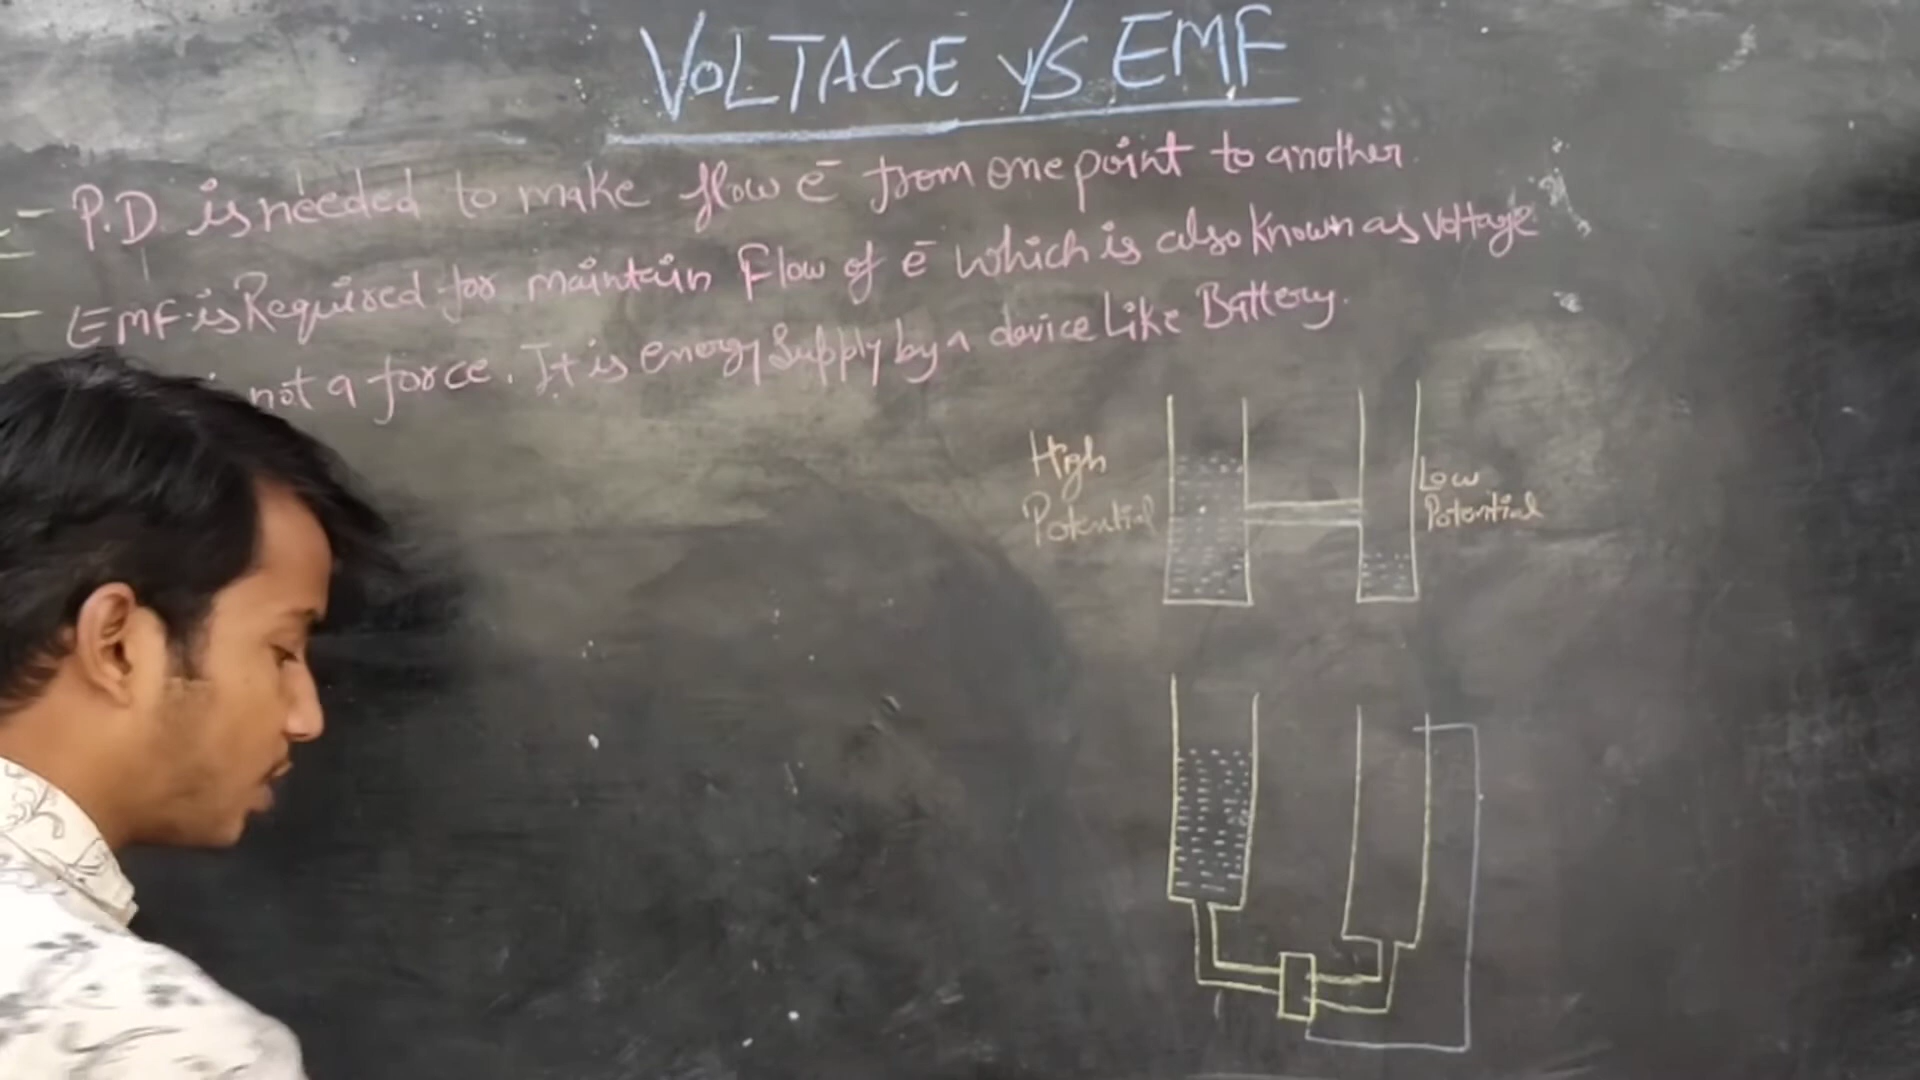 VOLTAGE V/S EMF
- P.D. is needed to make flow e⁻ from one point to another.
- EMF is Required for maintain Flow of e⁻ which is also known as voltage
not a force. It is energy supply by a device Like Battery.
High
Potential
Low
Potential